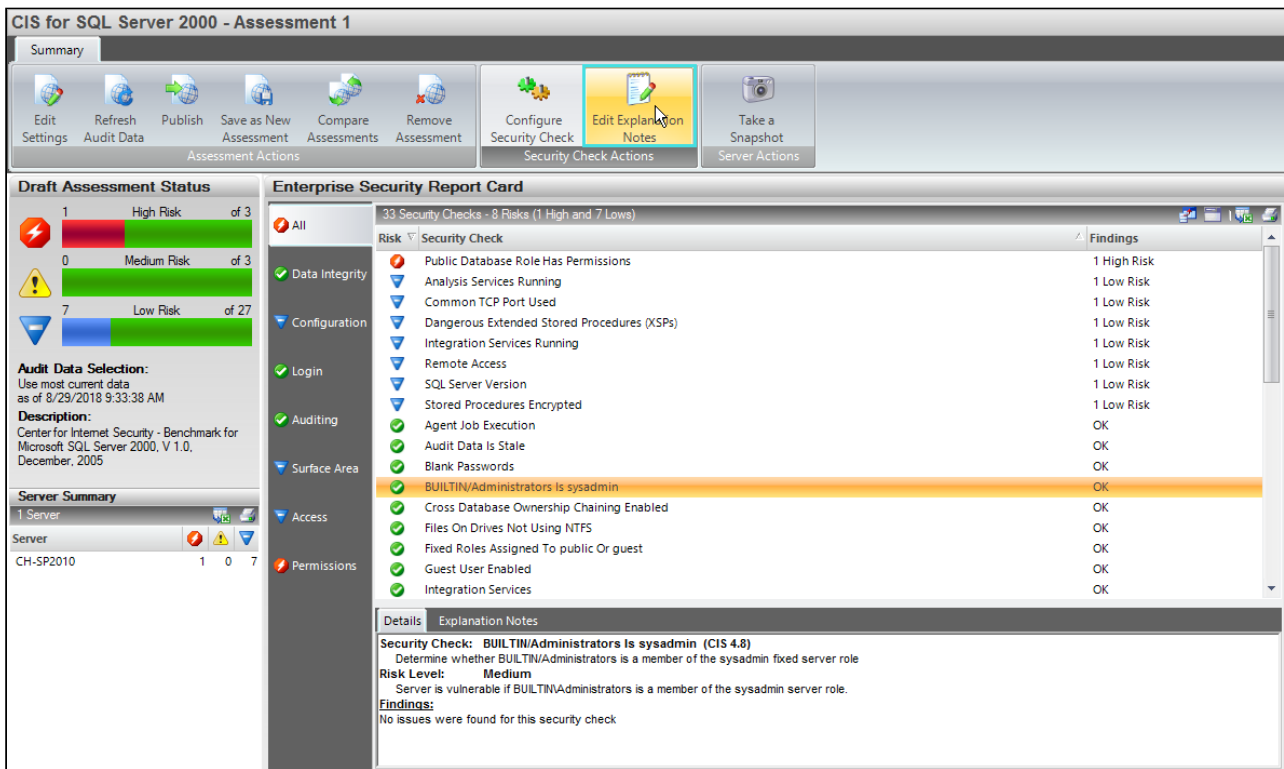 CIS for SQL Server 2000 - Assessment 1
Summary
Edit Settings
Refresh Audit Data
Publish
Save as New Assessment
Compare Assessments
Remove Assessment
Assessment Actions
Configure Security Check
Edit Explanation Notes
Security Check Actions
Take a Snapshot
Server Actions
Draft Assessment Status
1 High Risk of 3
0 Medium Risk of 3
7 Low Risk of 27
Audit Data Selection:
Use most current data
as of 8/29/2018 9:33:38 AM
Description:
Center for Internet Security - Benchmark for
Microsoft SQL Server 2000, V 1.0,
December, 2005
Server Summary
1 Server
Server
CH-SP2010 1 0 7
Enterprise Security Report Card
All
Data Integrity
Configuration
Login
Auditing
Surface Area
Access
Permissions
33 Security Checks - 8 Risks (1 High and 7 Lows)
Risk Security Check Findings
Public Database Role Has Permissions 1 High Risk
Analysis Services Running 1 Low Risk
Common TCP Port Used 1 Low Risk
Dangerous Extended Stored Procedures (XSPs) 1 Low Risk
Integration Services Running 1 Low Risk
Remote Access 1 Low Risk
SQL Server Version 1 Low Risk
Stored Procedures Encrypted 1 Low Risk
Agent Job Execution OK
Audit Data Is Stale OK
Blank Passwords OK
BUILTIN/Administrators Is sysadmin OK
Cross Database Ownership Chaining Enabled OK
Files On Drives Not Using NTFS OK
Fixed Roles Assigned To public Or guest OK
Guest User Enabled OK
Integration Services OK
Details Explanation Notes
Security Check: BUILTIN/Administrators Is sysadmin (CIS 4.8)
Determine whether BUILTIN/Administrators is a member of the sysadmin fixed server role
Risk Level: Medium
Server is vulnerable if BUILTIN\Administrators is a member of the sysadmin server role.
Findings:
No issues were found for this security check